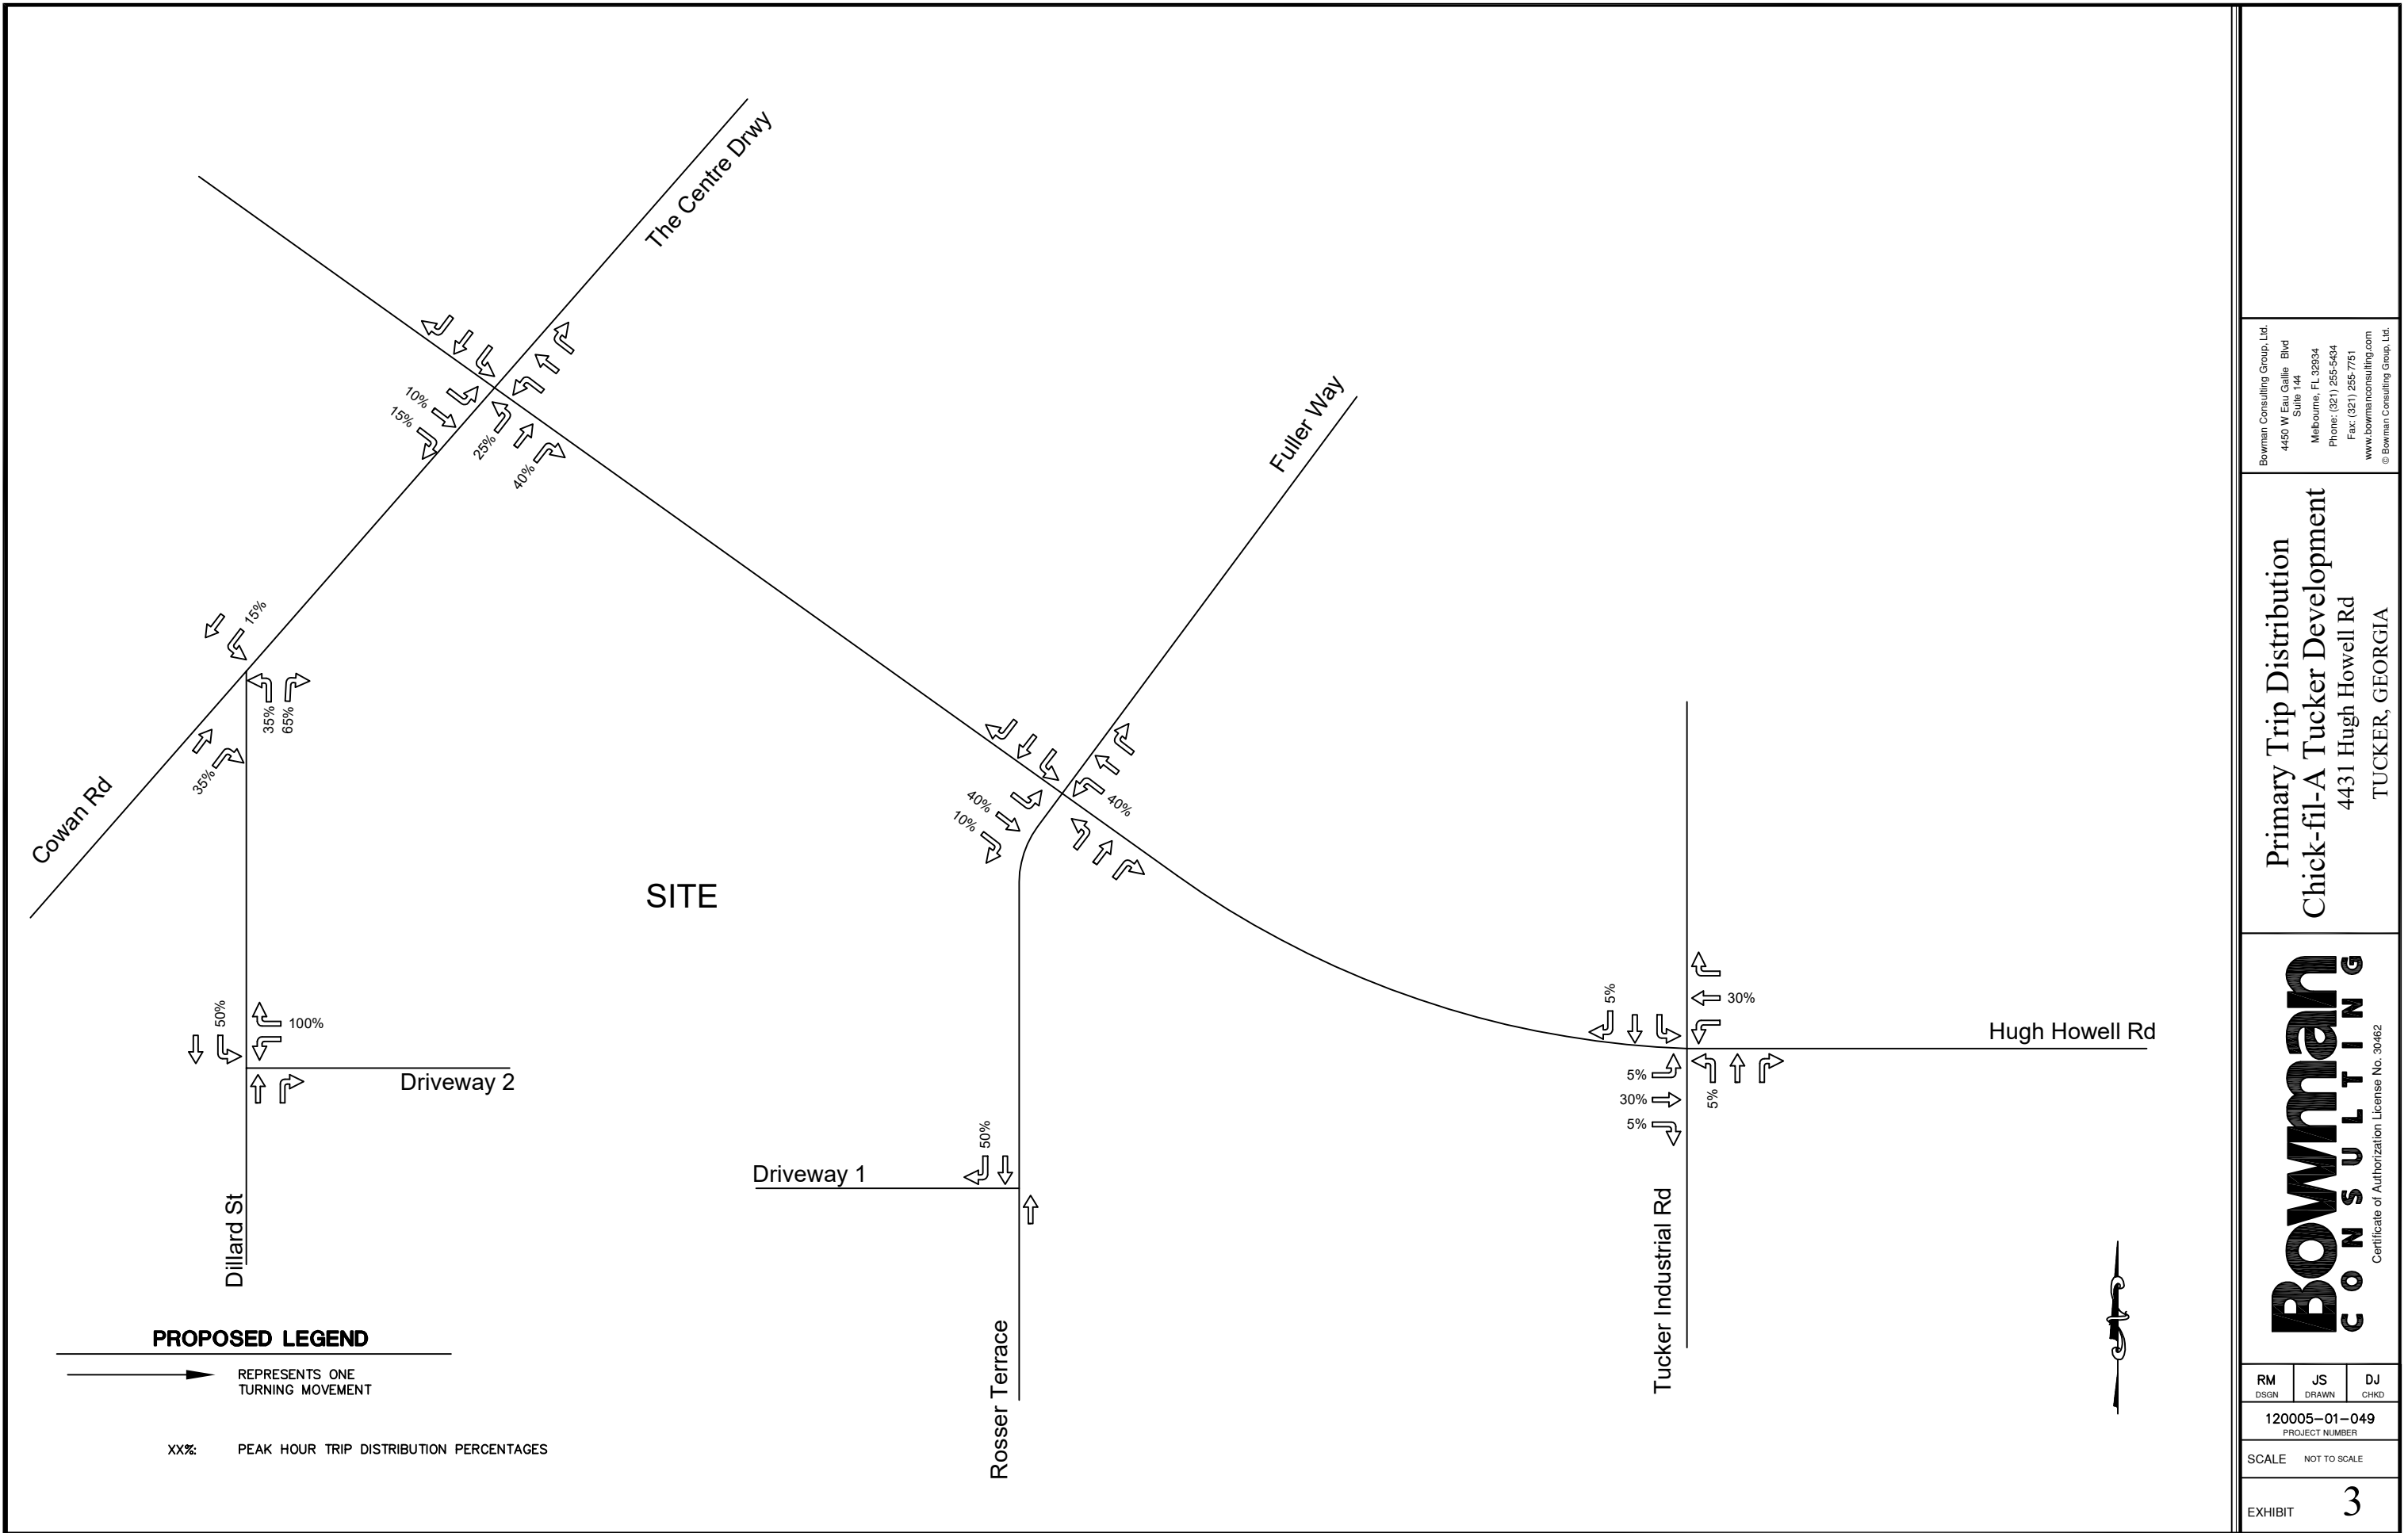 The Centre Drwy
10%
15%
25%
40%
Fuller Way
15%
35%
65%
35%
Cowan Rd
40%
10%
40%
SITE
50%
100%
Driveway 2
Dillard St
50%
Driveway 1
Rosser Terrace
5%
30%
Hugh Howell Rd
5%
30%
5%
5%
Tucker Industrial Rd
PROPOSED LEGEND
REPRESENTS ONE
TURNING MOVEMENT
XX%: PEAK HOUR TRIP DISTRIBUTION PERCENTAGES
Bowman Consulting Group, Ltd.
4450 W Eau Gallie Blvd
Suite 144
Melbourne, FL 32934
Phone: (321) 255-5434
Fax: (321) 255-7751
www.bowmanconsulting.com
© Bowman Consulting Group, Ltd.
Primary Trip Distribution
Chick-fil-A Tucker Development
4431 Hugh Howell Rd
TUCKER, GEORGIA
Bowman
CONSULTING
Certificate of Authorization License No. 30462
RM JS DJ
DSGN DRAWN CHKD
120005-01-049
PROJECT NUMBER
SCALE NOT TO SCALE
EXHIBIT 3